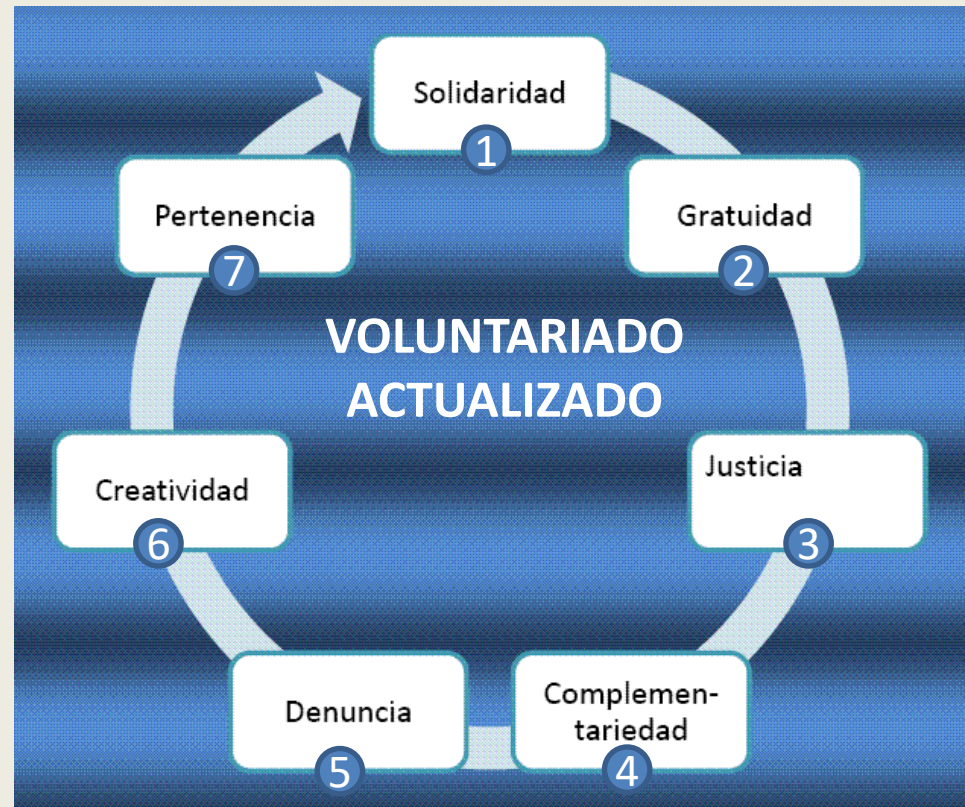 Solidaridad
1
Gratuidad
2
Justicia
3
Complemen-
tariedad
4
Denuncia
5
Creatividad
6
Pertenencia
7
VOLUNTARIADO
ACTUALIZADO